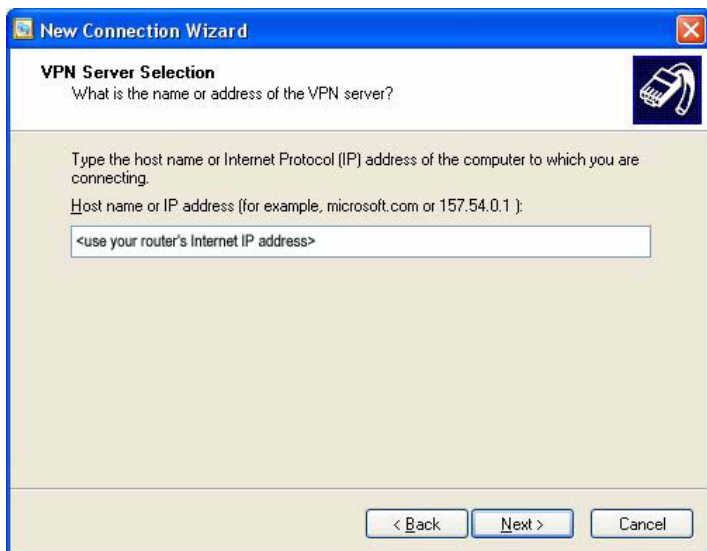 New Connection Wizard
VPN Server Selection
What is the name or address of the VPN server?
Type the host name or Internet Protocol (IP) address of the computer to which you are
connecting.
Host name or IP address (for example, microsoft.com or 157.54.0.1 ):
<use your router's Internet IP address>
< Back Next > Cancel